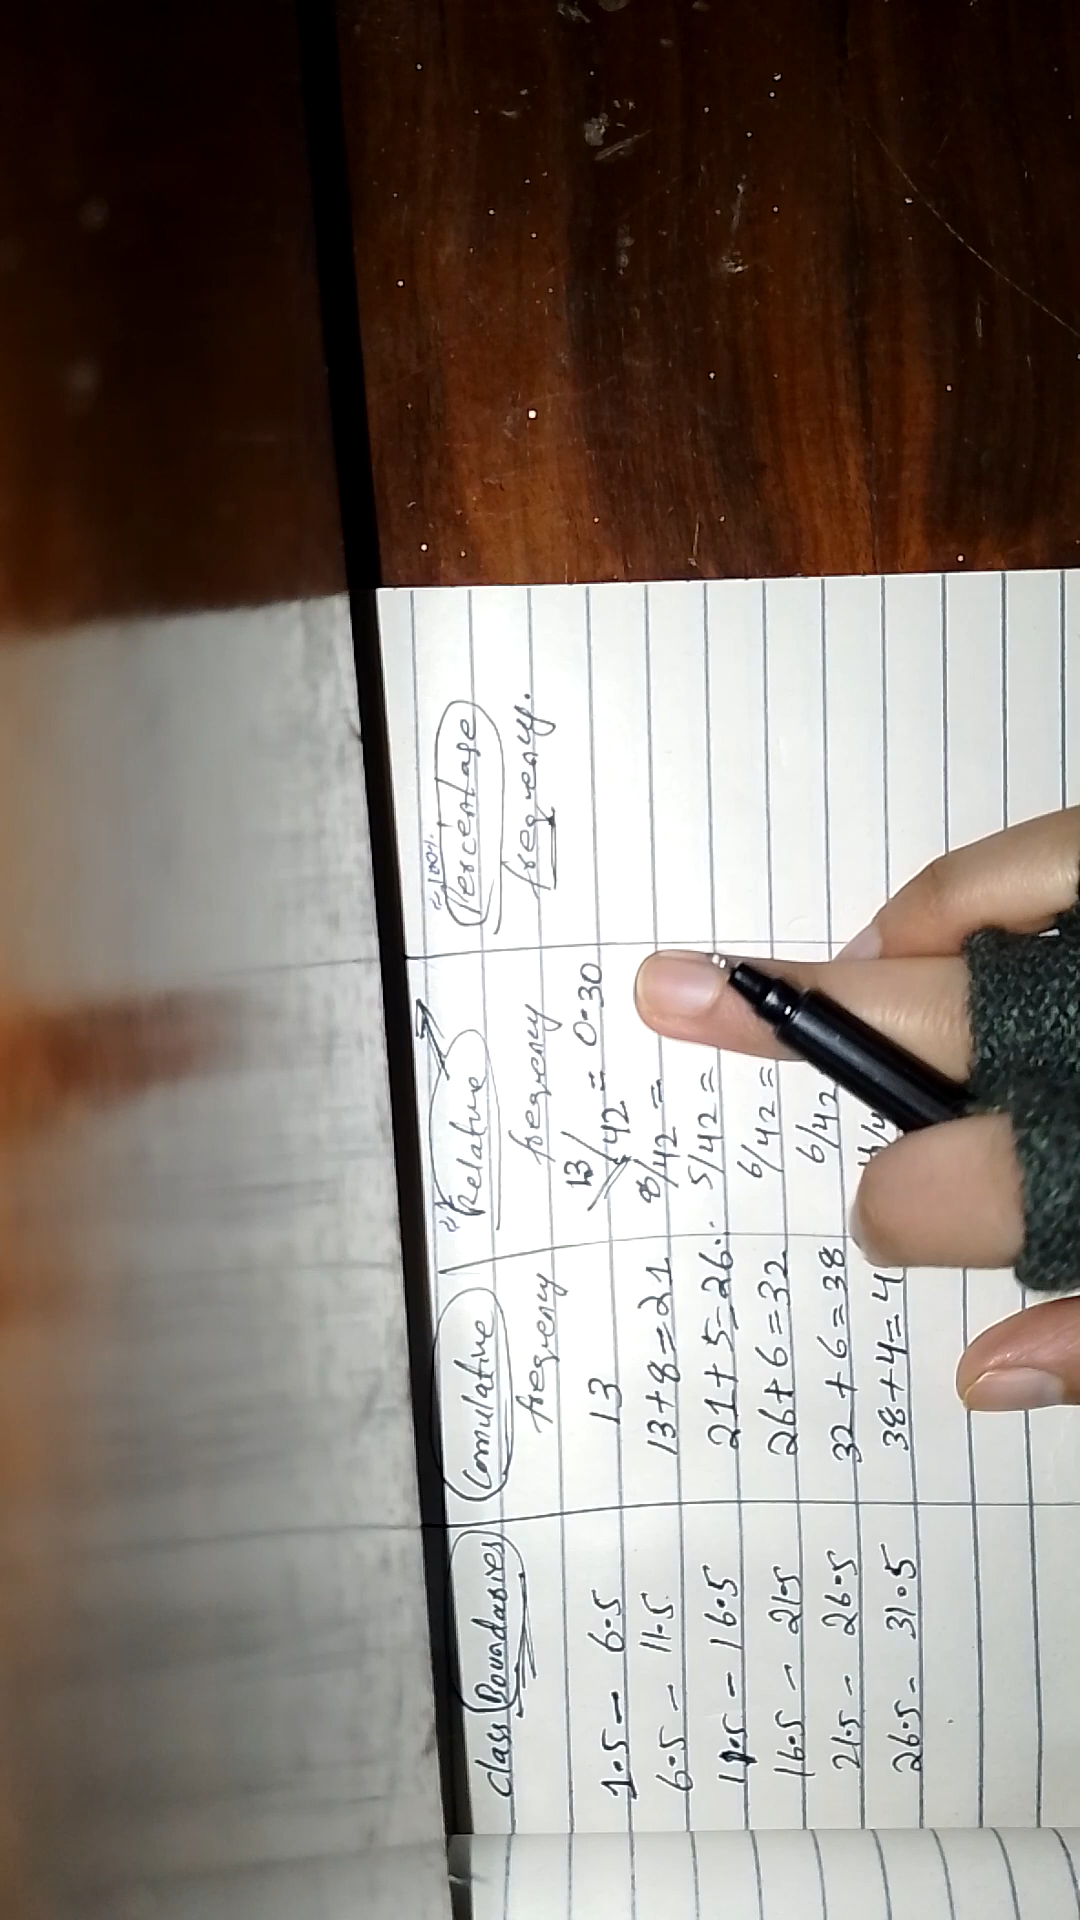 Class Boundaries Comulative "Relative" "100%" Percentage
frequency frequency frequency.
1.5 - 6.5 13 13/42 = 0.30
6.5 - 11.5 13+8=21 8/42 =
11.5 - 16.5 21+5=26 5/42 =
16.5 - 21.5 26+6=32 6/42 =
21.5 - 26.5 32+6=38 6/42
26.5 - 31.5 38+4=4